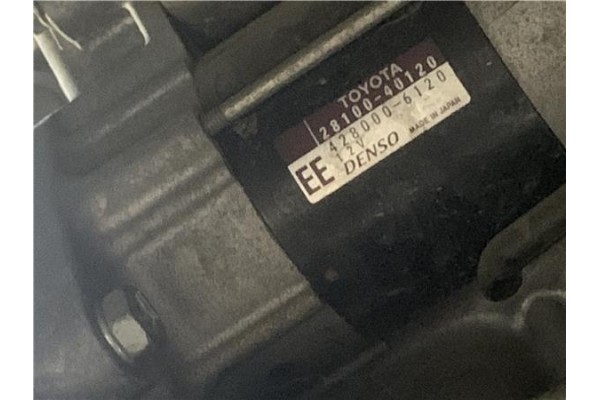 TOYOTA
28100-40120
428000-6120
12V
EE DENSO MADE IN JAPAN